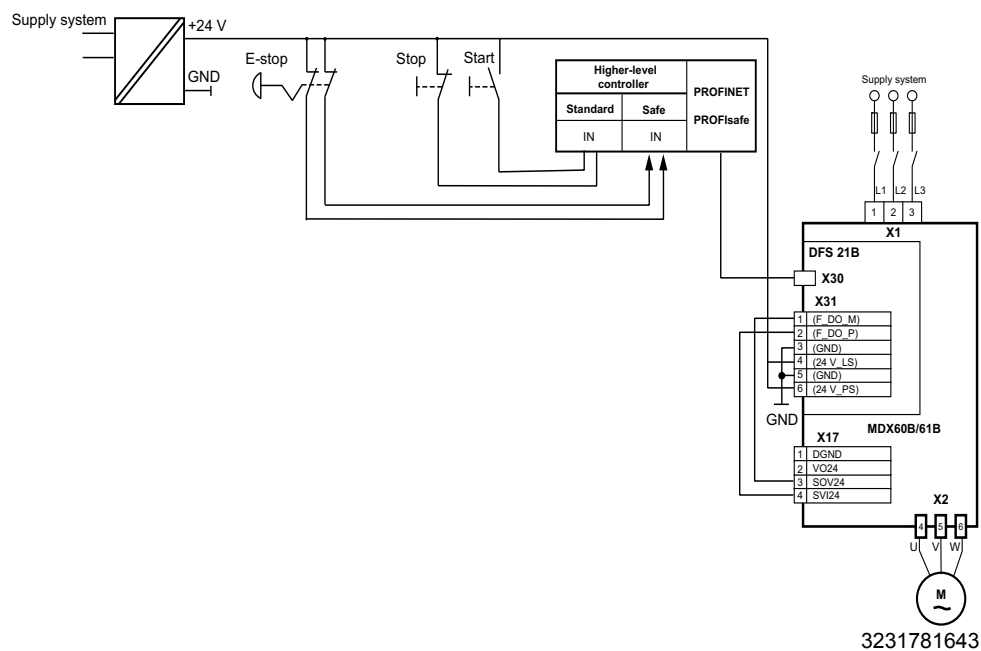 Supply system
+24 V
GND
E-stop
Stop
Start
Higher-level
controller
PROFINET
PROFIsafe
Standard
Safe
IN
IN
Supply system
L1
L2
L3
1 2 3
X1
DFS 21B
X30
X31
1 (F_DO_M)
2 (F_DO_P)
3 (GND)
4 (24 V_LS)
5 (GND)
6 (24 V_PS)
GND
MDX60B/61B
X17
1 DGND
2 VO24
3 SOV24
4 SVI24
X2
4 5 6
U V W
M
~
3231781643